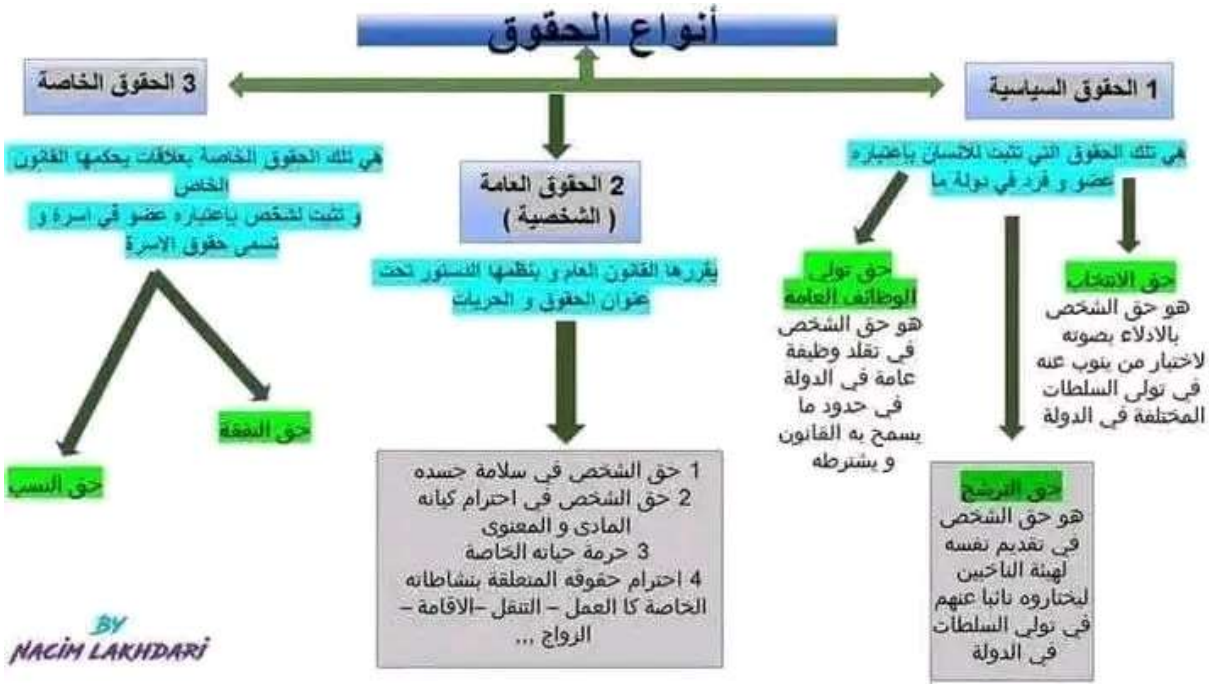 أنواع الحقوق
1 الحقوق السياسية
هي تلك الحقوق التي تثبت للانسان بإعتباره
عضو و فرد في دولة ما
حق الانتخاب
هو حق الشخص
بالادلاء بصوته
لاختيار من ينوب عنه
في تولي السلطات
المختلفة في الدولة
حق الترشح
هو حق الشخص
في تقديم نفسه
لهيئة الناخبين
ليختاروه نائبا عنهم
في تولي السلطات
في الدولة
حق تولي
الوظائف العامة
هو حق الشخص
في تقلد وظيفة
عامة في الدولة
في حدود ما
يسمح به القانون
و يشترطه
2 الحقوق العامة
( الشخصية )
يقررها القانون العام و ينظمها الدستور تحت
عنوان الحقوق و الحريات
1 حق الشخص في سلامة جسده
2 حق الشخص في احترام كيانه
المادى و المعنوى
3 حرمة حياته الخاصة
4 احترام حقوقه المتعلقة بنشاطاته
الخاصة كا العمل – التنقل –الاقامة –
الزواج ...
3 الحقوق الخاصة
هي تلك الحقوق الخاصة بعلاقات يحكمها القانون
الخاص
و تثبت لشخص بإعتباره عضو في اسرة و
تسمى حقوق الاسرة
حق النفقة
حق النسب
BY
NACIM LAKHDARI